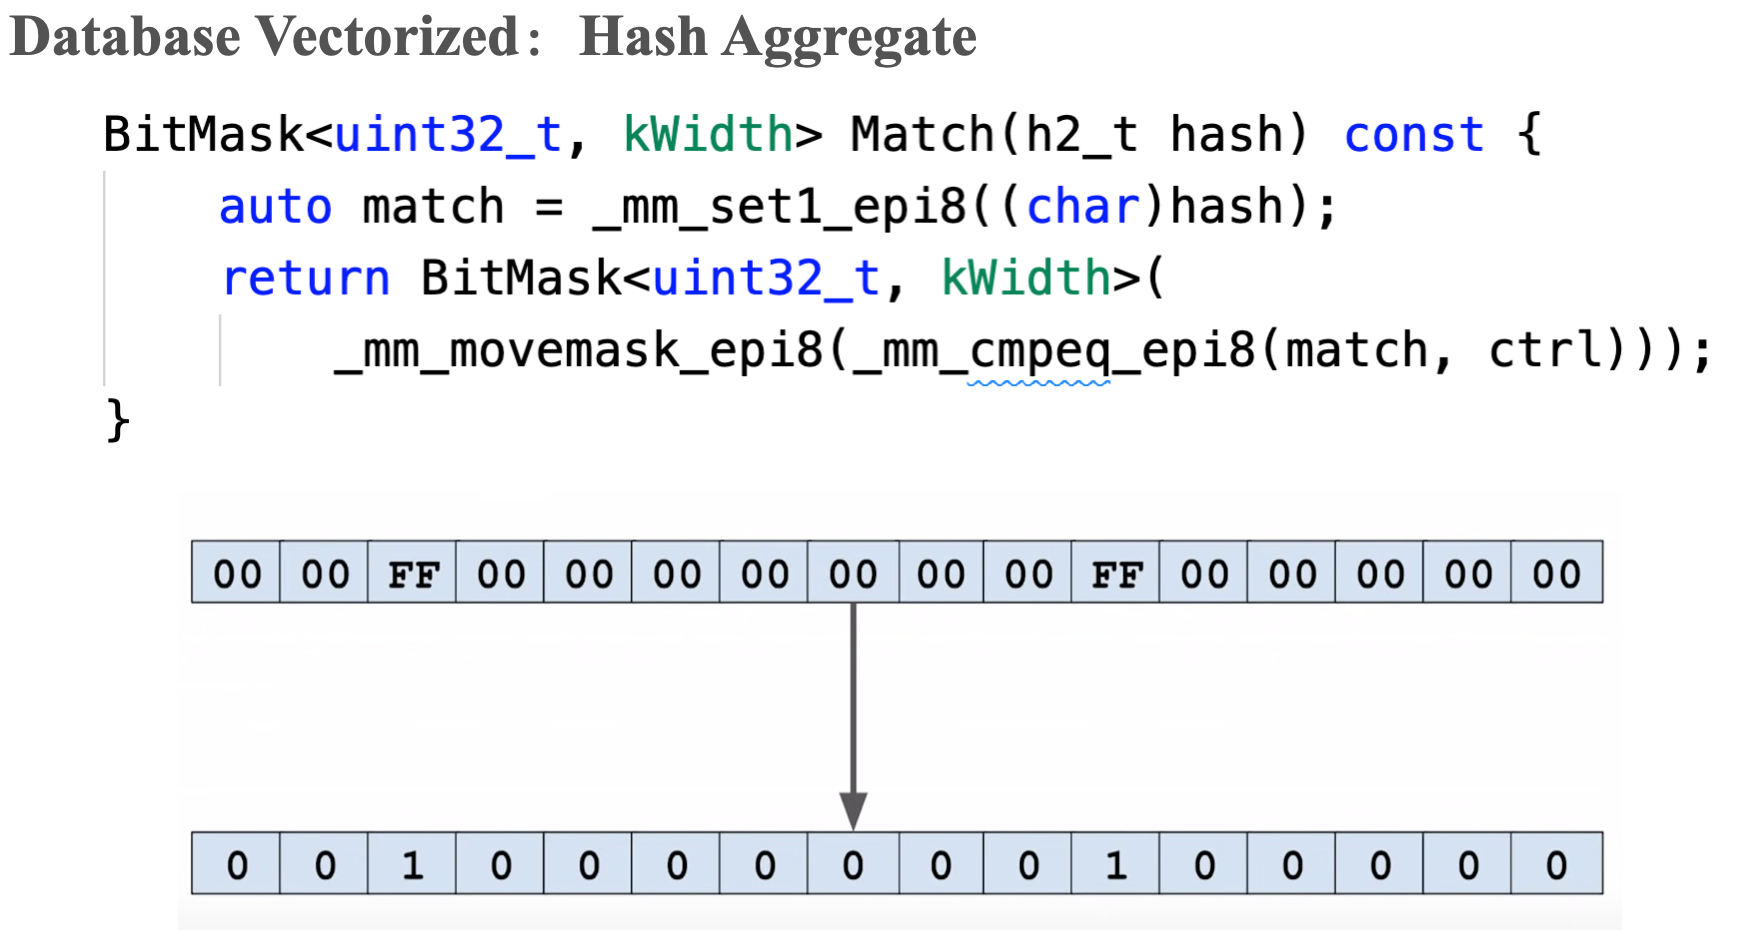 Database Vectorized： Hash Aggregate
BitMask<uint32_t, kWidth> Match(h2_t hash) const {
auto match = _mm_set1_epi8((char)hash);
return BitMask<uint32_t, kWidth>(
_mm_movemask_epi8(_mm_cmpeq_epi8(match, ctrl)));
}
00 00 FF 00 00 00 00 00 00 00 FF 00 00 00 00 00
0 0 1 0 0 0 0 0 0 0 1 0 0 0 0 0